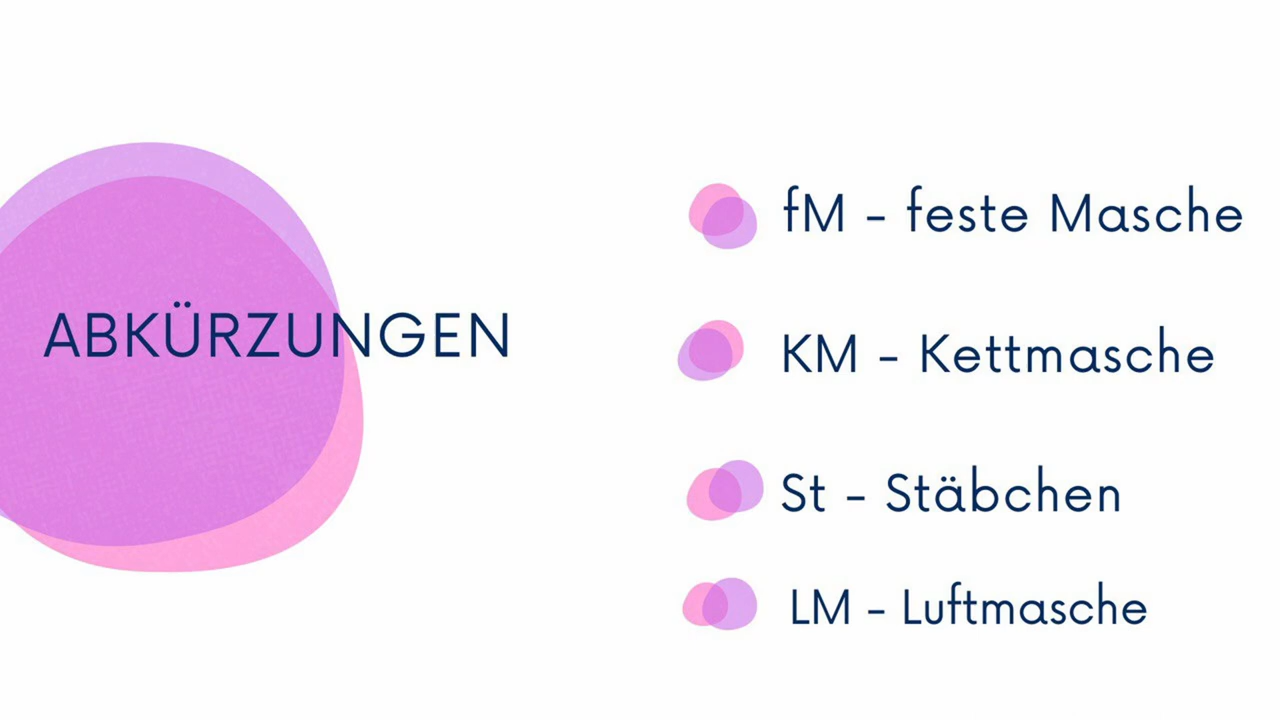 ABKÜRZUNGEN
fM - feste Masche
KM - Kettmasche
St - Stäbchen
LM - Luftmasche